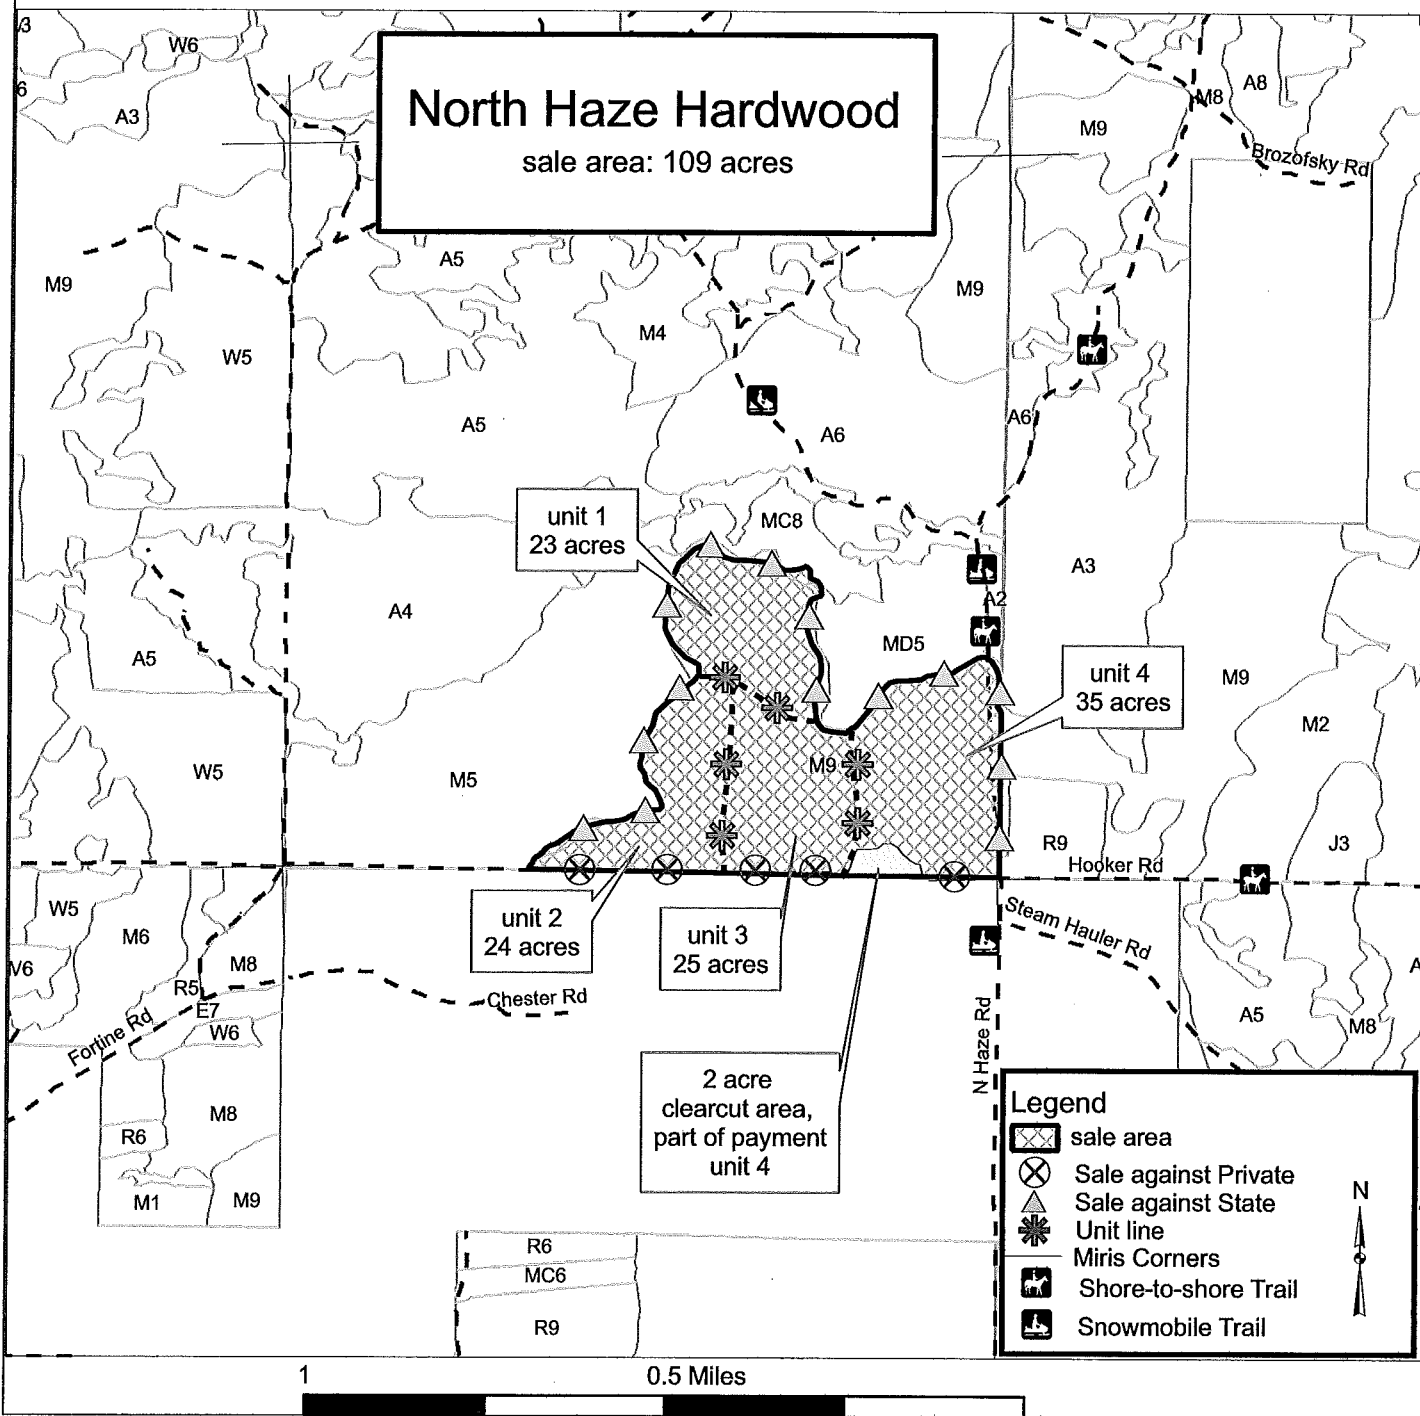 North Haze Hardwood
sale area: 109 acres
/3
W6
6
A3
M8
A8
M9
Brozofsky Rd
A5
M9
M9
M4
W5
A5
A6
A6
unit 1
23 acres
MC8
A3
A2
A4
MD5
A5
unit 4
35 acres
M9
M2
M9
W5
M5
R9
J3
Hooker Rd
W5
M6
unit 2
24 acres
unit 3
25 acres
Steam Hauler Rd
M8
R5
E7
W6
Fortine Rd
Chester Rd
N Haze Rd
A5
M8
A
2 acre
clearcut area,
part of payment
unit 4
M8
R6
M1
M9
R6
MC6
R9
Legend
sale area
Sale against Private
Sale against State
Unit line
Miris Corners
Shore-to-shore Trail
Snowmobile Trail
N
1
0.5 Miles